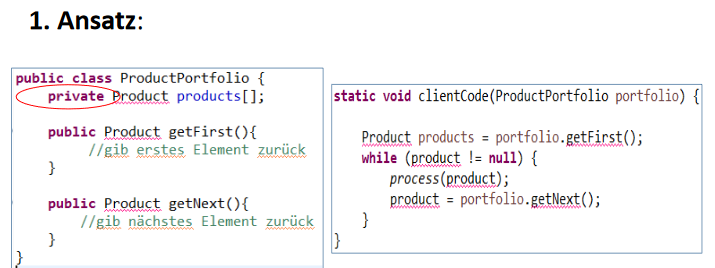 1. Ansatz:
public class ProductPortfolio {
private Product products[];
public Product getFirst(){
//gib erstes Element zurück
}
public Product getNext(){
//gib nächstes Element zurück
}
}
static void clientCode(ProductPortfolio portfolio) {
Product products = portfolio.getFirst();
while (product != null) {
process(product);
product = portfolio.getNext();
}
}